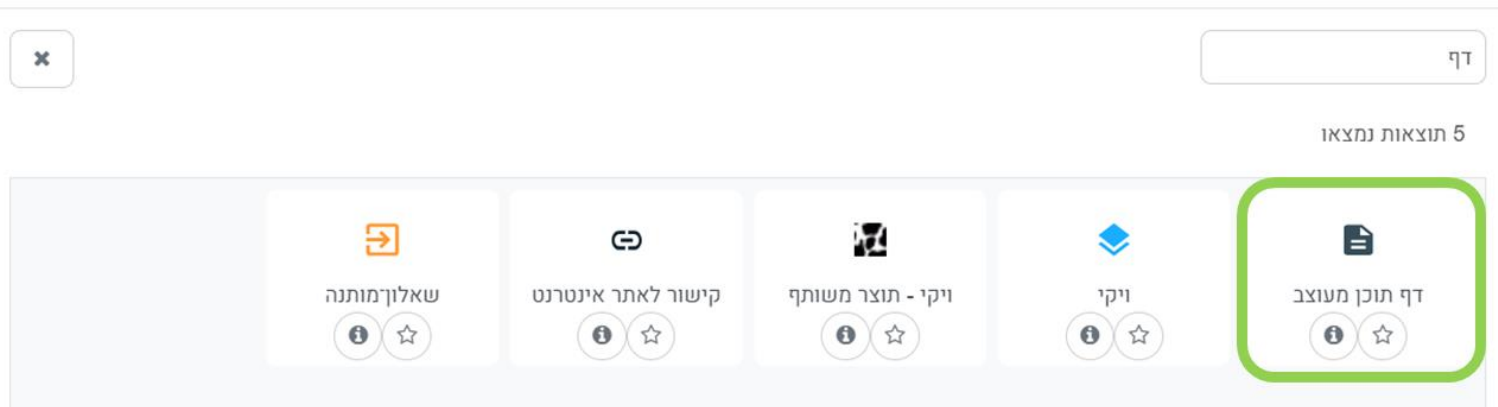 דף
5 תוצאות נמצאו
דף תוכן מעוצב
ויקי
ויקי - תוצר משותף
קישור לאתר אינטרנט
שאלון־מותנה